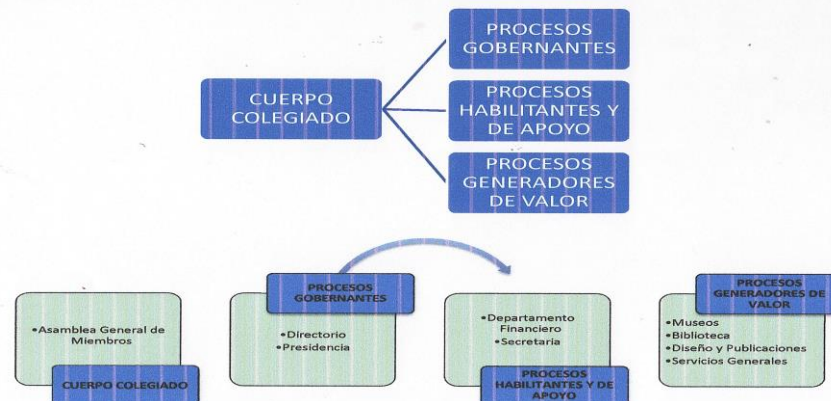 PROCESOS
GOBERNANTES
CUERPO
COLEGIADO
PROCESOS
HABILITANTES Y
DE APOYO
PROCESOS
GENERADORES
DE VALOR
•Asamblea General de
Miembros
CUERPO COLEGIADO
PROCESOS
GOBERNANTES
•Directorio
•Presidencia
•Departamento
Financiero
•Secretaría
PROCESOS
HABILITANTES Y DE
APOYO
PROCESOS
GENERADORES DE
VALOR
•Museos
•Biblioteca
•Diseño y Publicaciones
•Servicios Generales